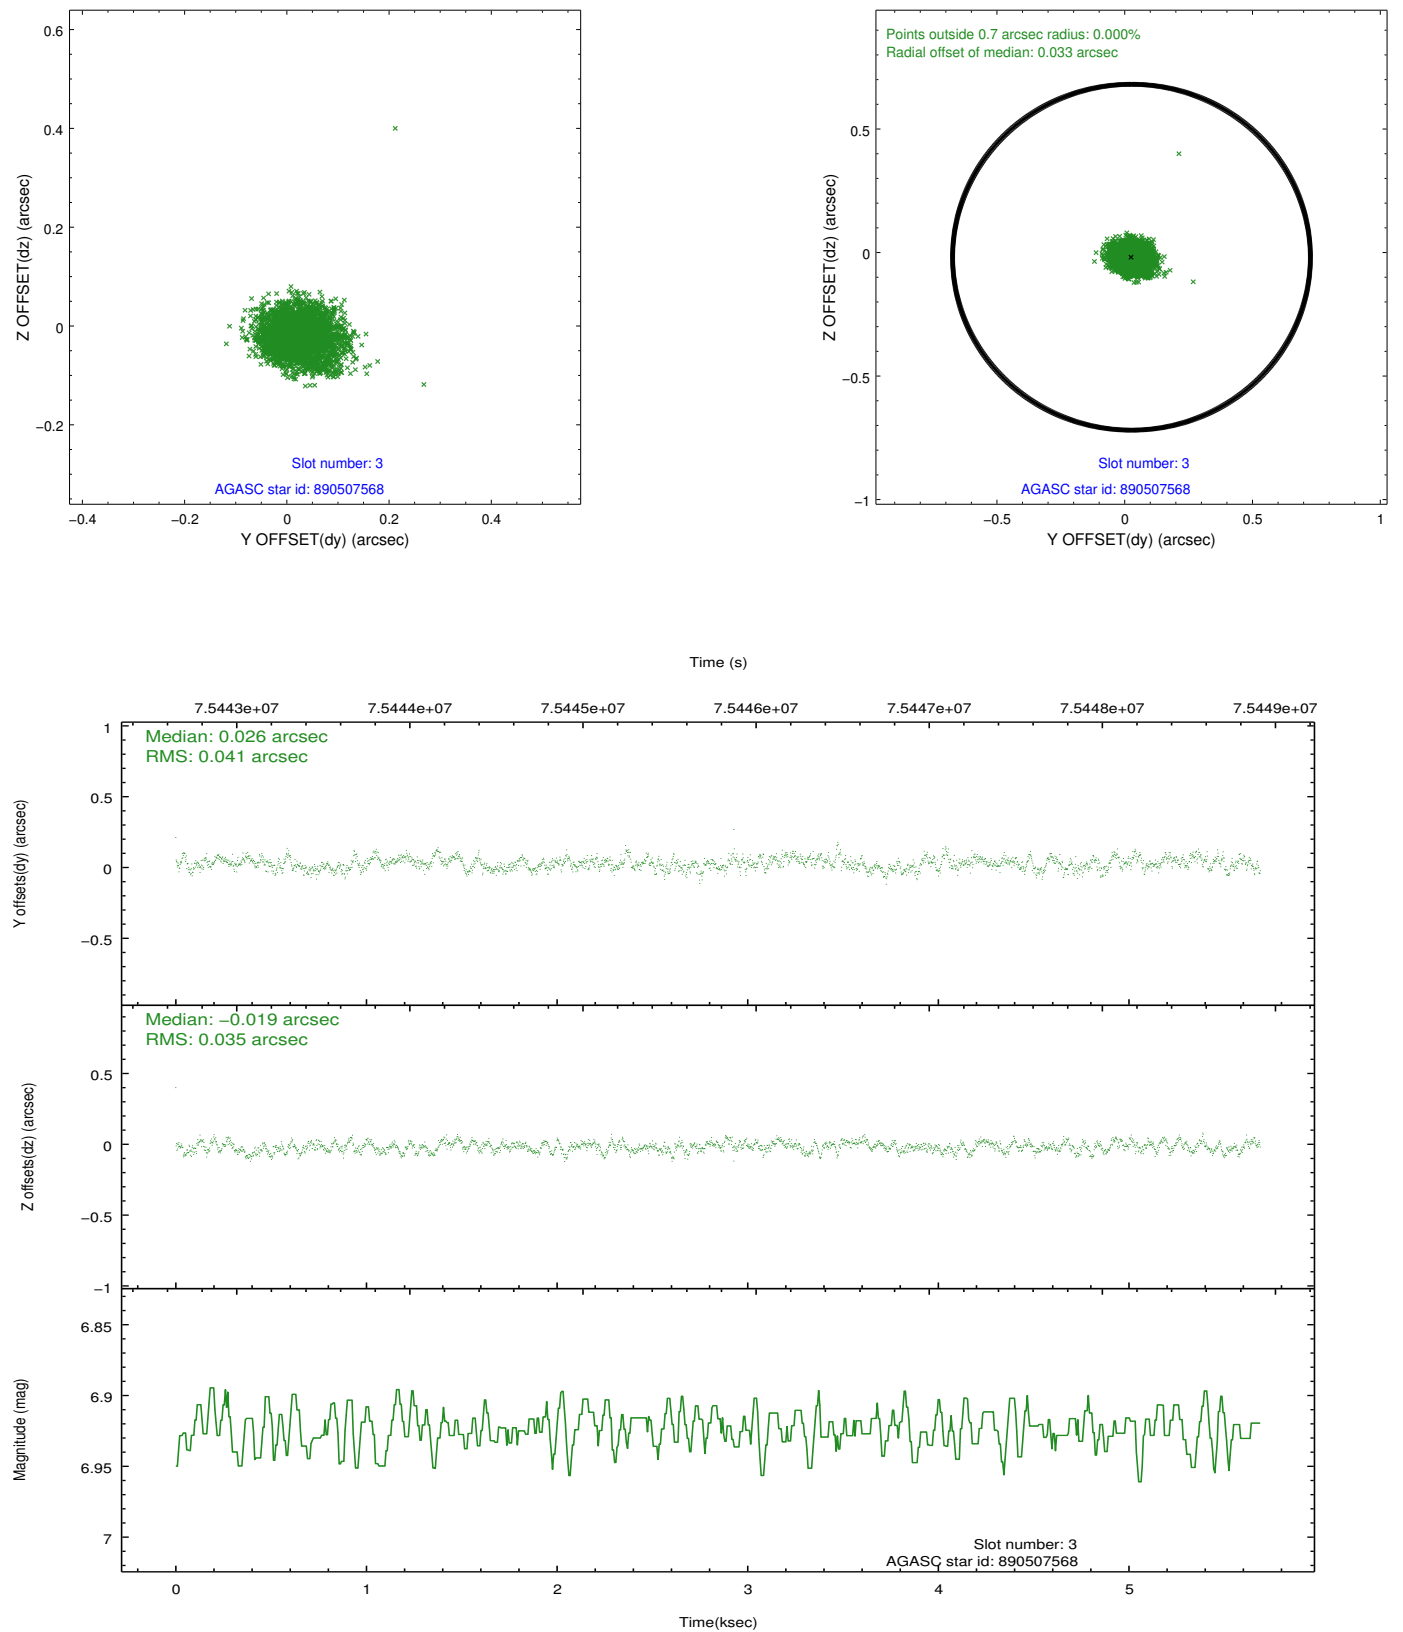 0.6
0.4
0.2
0
−0.2
−0.4
−0.2
0
0.2
0.4
Z OFFSET(dz) (arcsec)
Y OFFSET(dy) (arcsec)
Slot number: 3
AGASC star id: 890507568
Points outside 0.7 arcsec radius: 0.000%
Radial offset of median: 0.033 arcsec
0.5
0
−0.5
−1
−0.5
0
0.5
1
Z OFFSET(dz) (arcsec)
Y OFFSET(dy) (arcsec)
Slot number: 3
AGASC star id: 890507568
Time (s)
7.5443e+07
7.5444e+07
7.5445e+07
7.5446e+07
7.5447e+07
7.5448e+07
7.5449e+07
Median: 0.026 arcsec
RMS: 0.041 arcsec
1
0.5
0
−0.5
Y offsets(dy) (arcsec)
Median: −0.019 arcsec
RMS: 0.035 arcsec
0.5
0
−0.5
−1
Z offsets(dz) (arcsec)
6.85
6.9
6.95
7
Magnitude (mag)
Slot number: 3
AGASC star id: 890507568
0
1
2
3
4
5
Time(ksec)